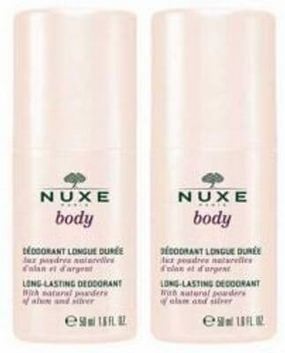 NUXE
PARIS
body
DÉODORANT LONGUE DURÉE
Aux poudres naturelles
d'alun et d'argent
LONG-LASTING DEODORANT
With natural powders
of alum and silver
℮50 ml 1.6 FL. OZ.
NUXE
PARIS
body
DÉODORANT LONGUE DURÉE
Aux poudres naturelles
d'alun et d'argent
LONG-LASTING DEODORANT
With natural powders
of alum and silver
℮50 ml 1.6 FL. OZ.